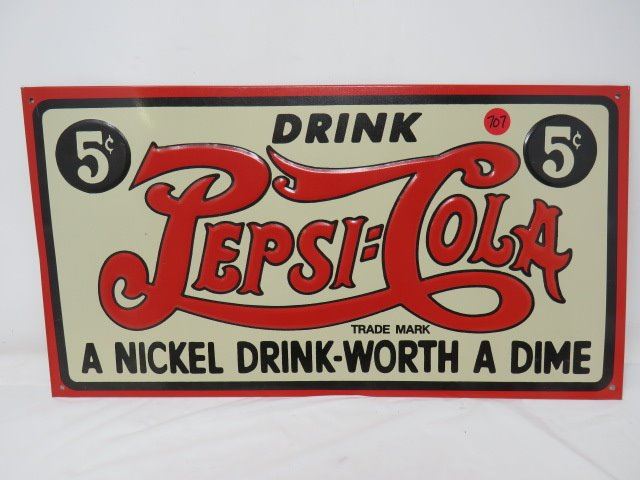 DRINK
707
5¢
5¢
PEPSI=COLA
TRADE MARK
A NICKEL DRINK-WORTH A DIME